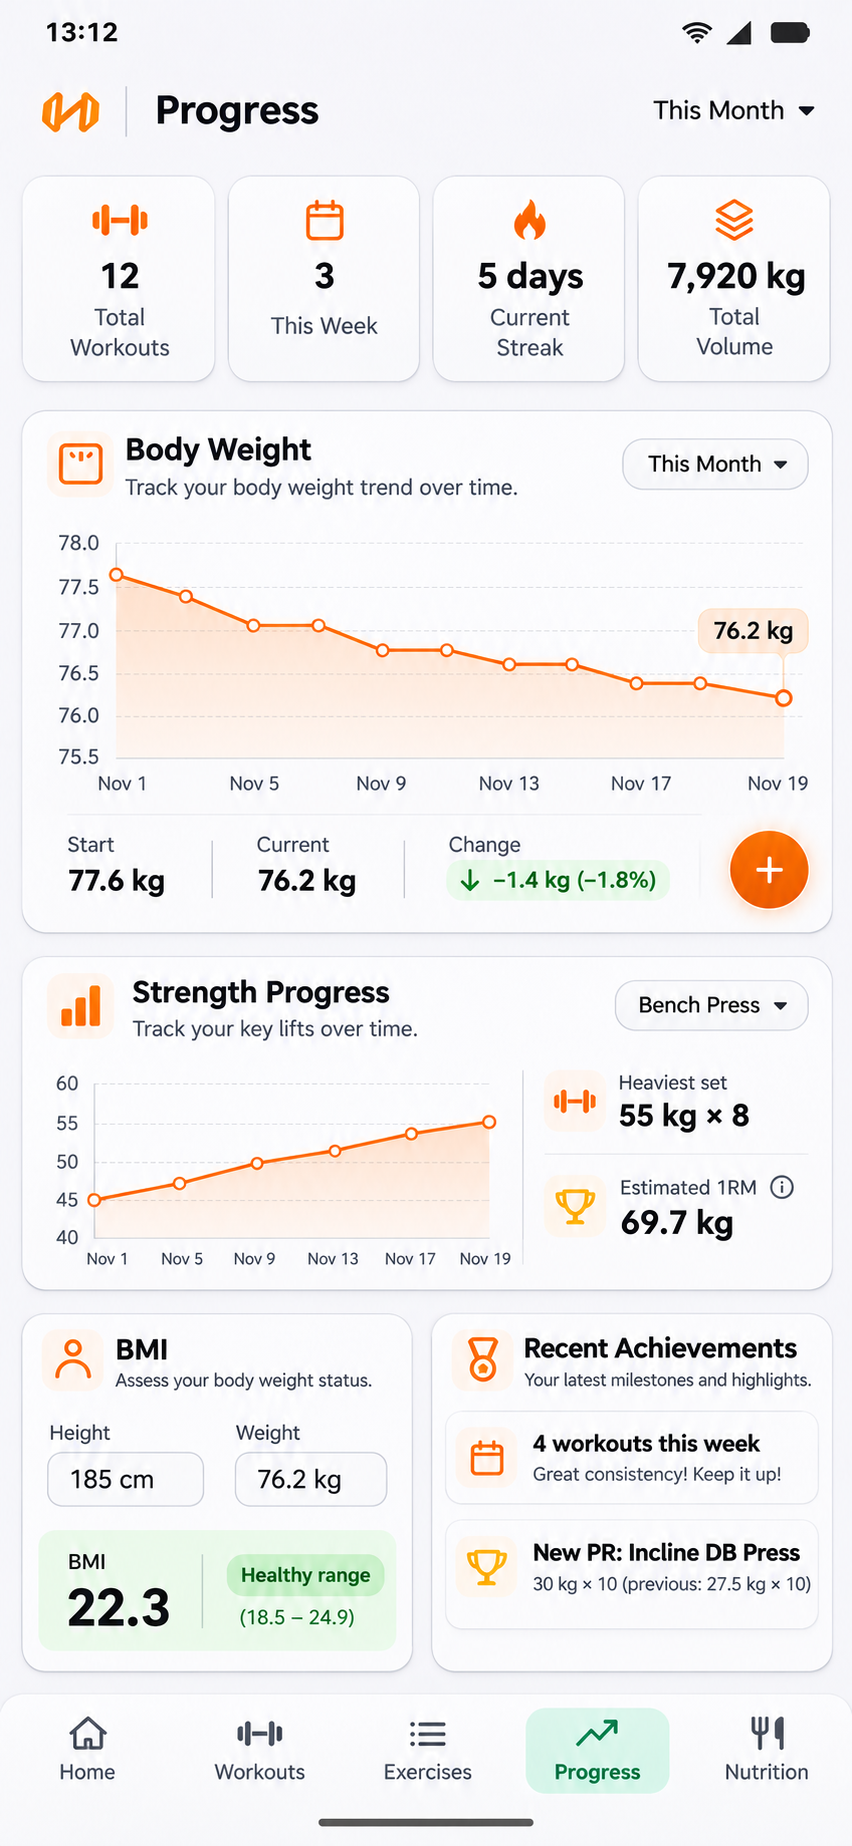 13:12
Progress
This Month
12
Total
Workouts
3
This Week
5 days
Current
Streak
7,920 kg
Total
Volume
Body Weight
Track your body weight trend over time.
This Month
78.0
77.5
77.0
76.5
76.0
75.5
76.2 kg
Nov 1
Nov 5
Nov 9
Nov 13
Nov 17
Nov 19
Start
77.6 kg
Current
76.2 kg
Change
↓ −1.4 kg (−1.8%)
+
Strength Progress
Track your key lifts over time.
Bench Press
60
55
50
45
40
Nov 1
Nov 5
Nov 9
Nov 13
Nov 17
Nov 19
Heaviest set
55 kg × 8
Estimated 1RM
69.7 kg
BMI
Assess your body weight status.
Height
185 cm
Weight
76.2 kg
BMI
22.3
Healthy range
(18.5 – 24.9)
Recent Achievements
Your latest milestones and highlights.
4 workouts this week
Great consistency! Keep it up!
New PR: Incline DB Press
30 kg × 10 (previous: 27.5 kg × 10)
Home
Workouts
Exercises
Progress
Nutrition